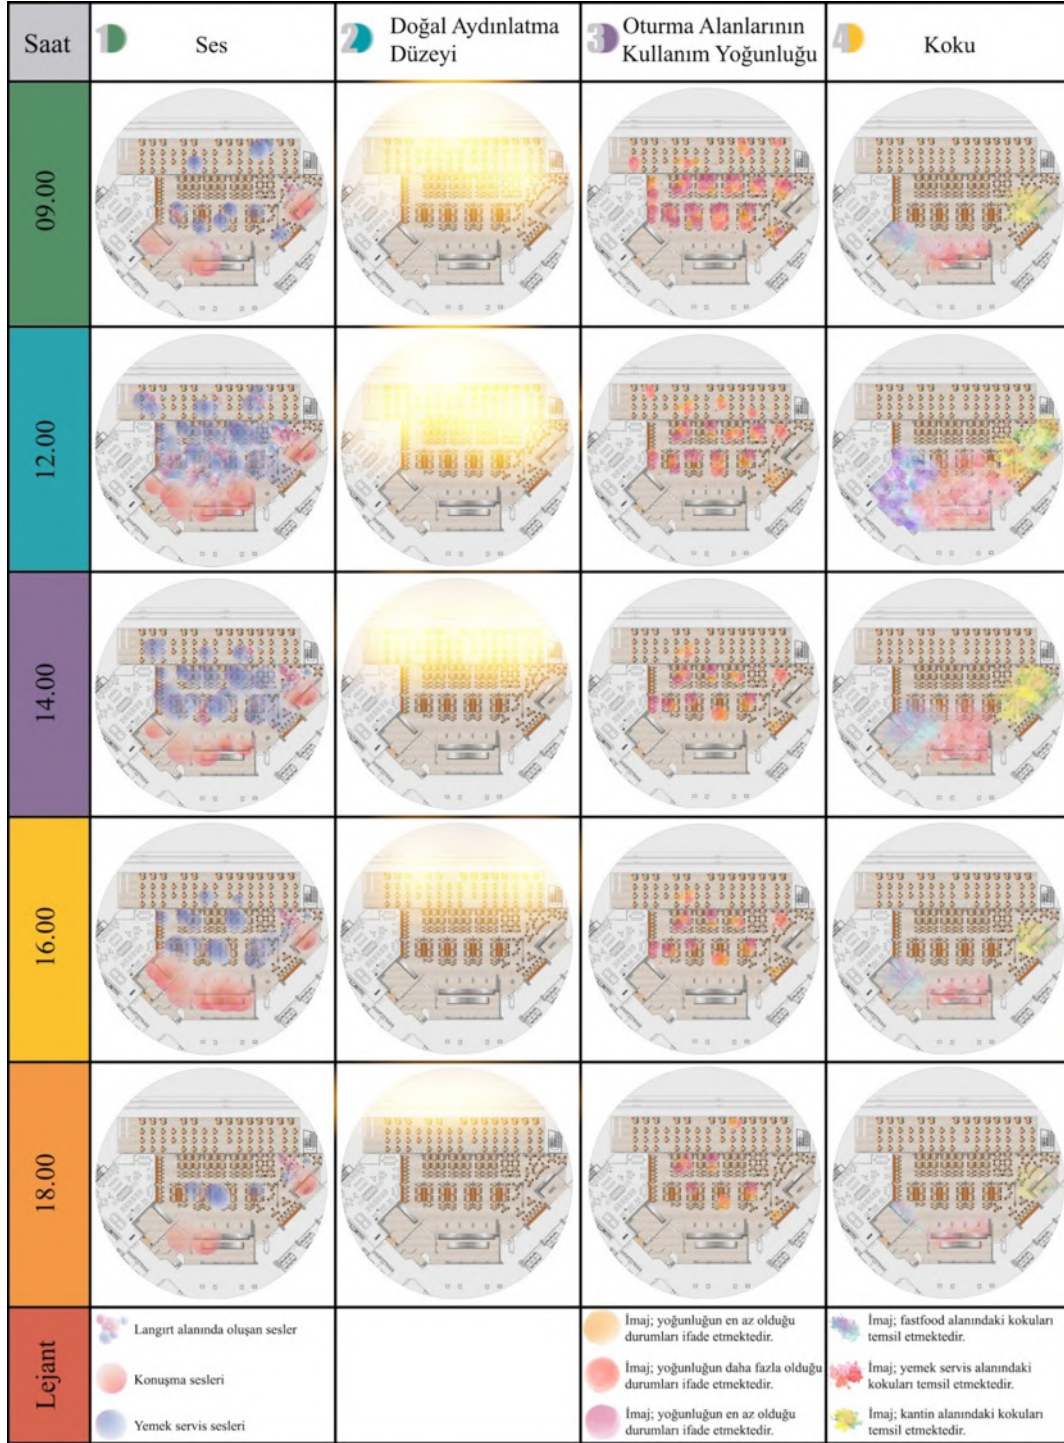 Saat
1 Ses
2 Doğal Aydınlatma
Düzeyi
3 Oturma Alanlarının
Kullanım Yoğunluğu
4 Koku
09.00
12.00
14.00
16.00
18.00
Lejant
Langırt alanında oluşan sesler
Konuşma sesleri
Yemek servis sesleri
İmaj; yoğunluğun en az olduğu
durumları ifade etmektedir.
İmaj; yoğunluğun daha fazla olduğu
durumları ifade etmektedir.
İmaj; yoğunluğun en az olduğu
durumları ifade etmektedir.
İmaj; fastfood alanındaki kokuları
temsil etmektedir.
İmaj; yemek servis alanındaki
kokuları temsil etmektedir.
İmaj; kantin alanındaki kokuları
temsil etmektedir.